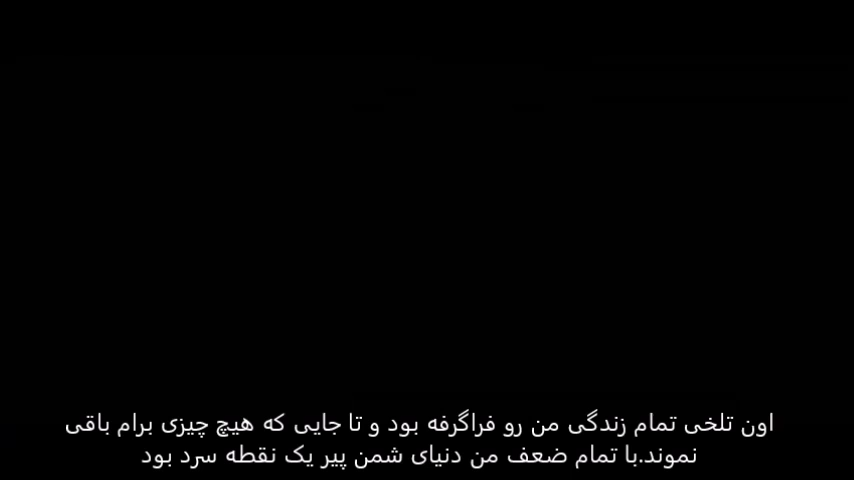 اون تلخی تمام زندگی من رو فراگرفه بود و تا جایی که هیچ چیزی برام باقی
نموند.با تمام ضعف من دنیای شمن پیر یک نقطه سرد بود